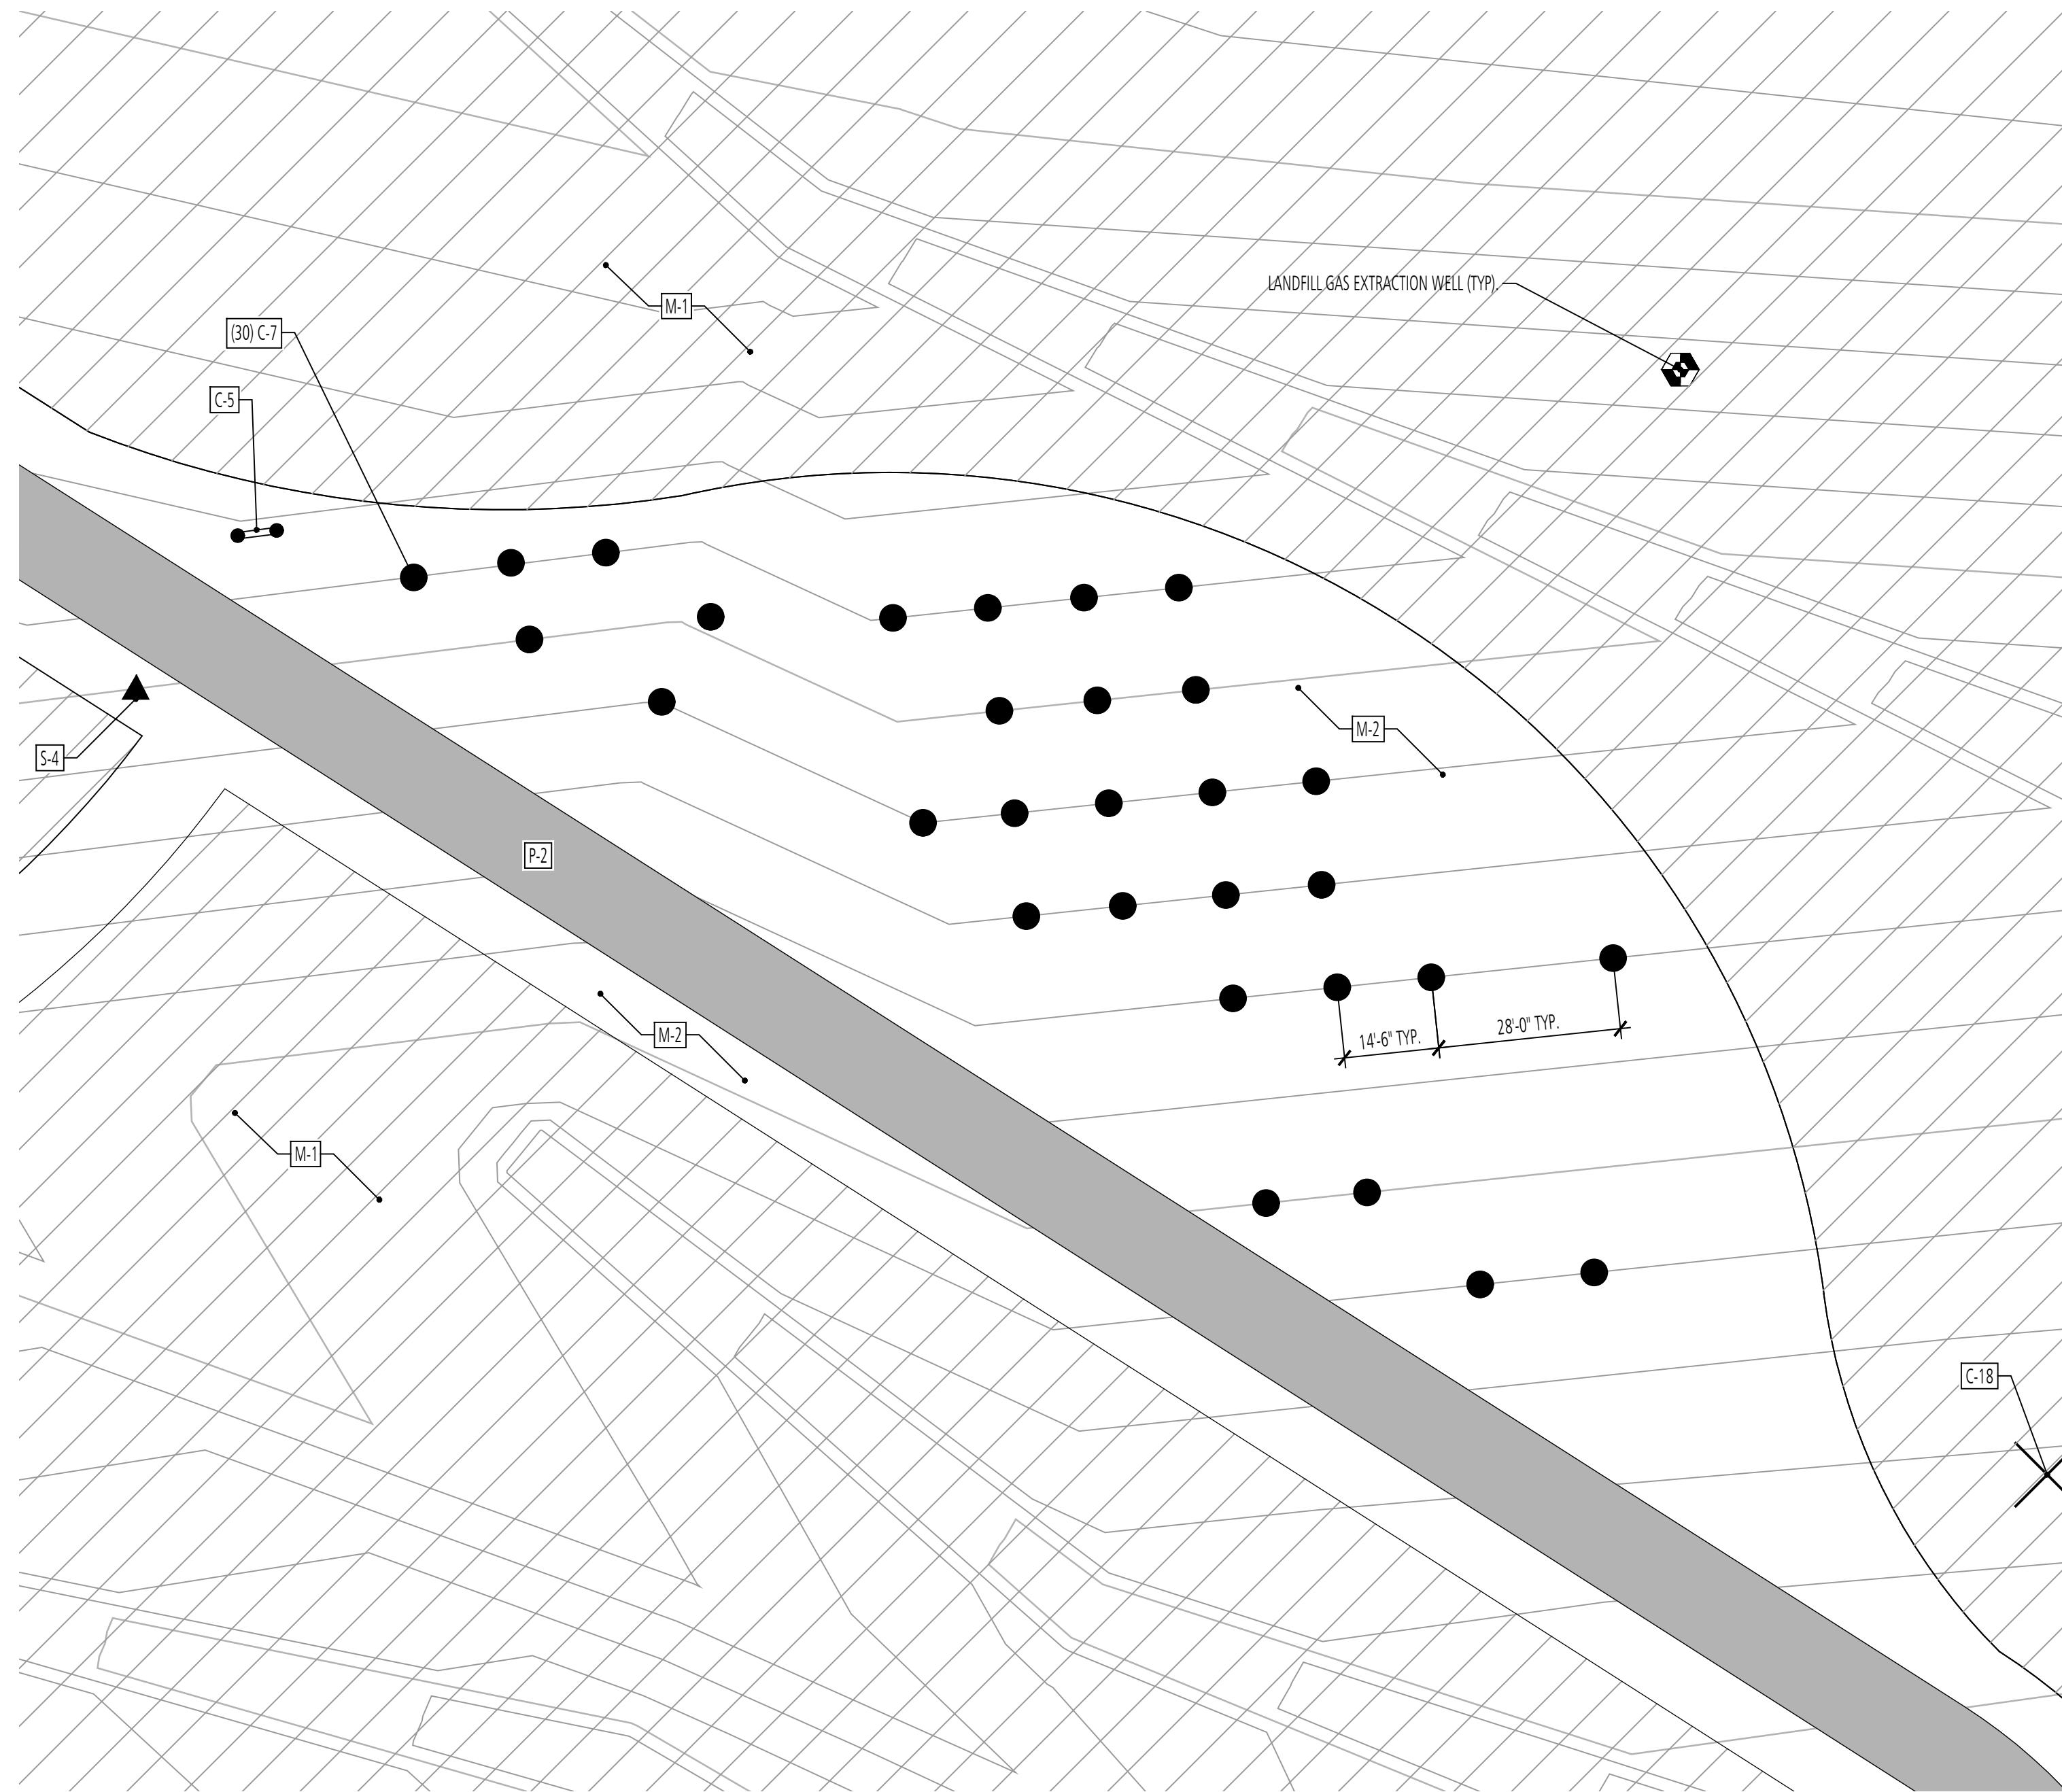 LANDFILL GAS EXTRACTION WELL (TYP).
M-1
(30) C-7
C-5
M-2
S-4
P-2
M-2
14'-6" TYP.
28'-0" TYP.
M-1
C-18